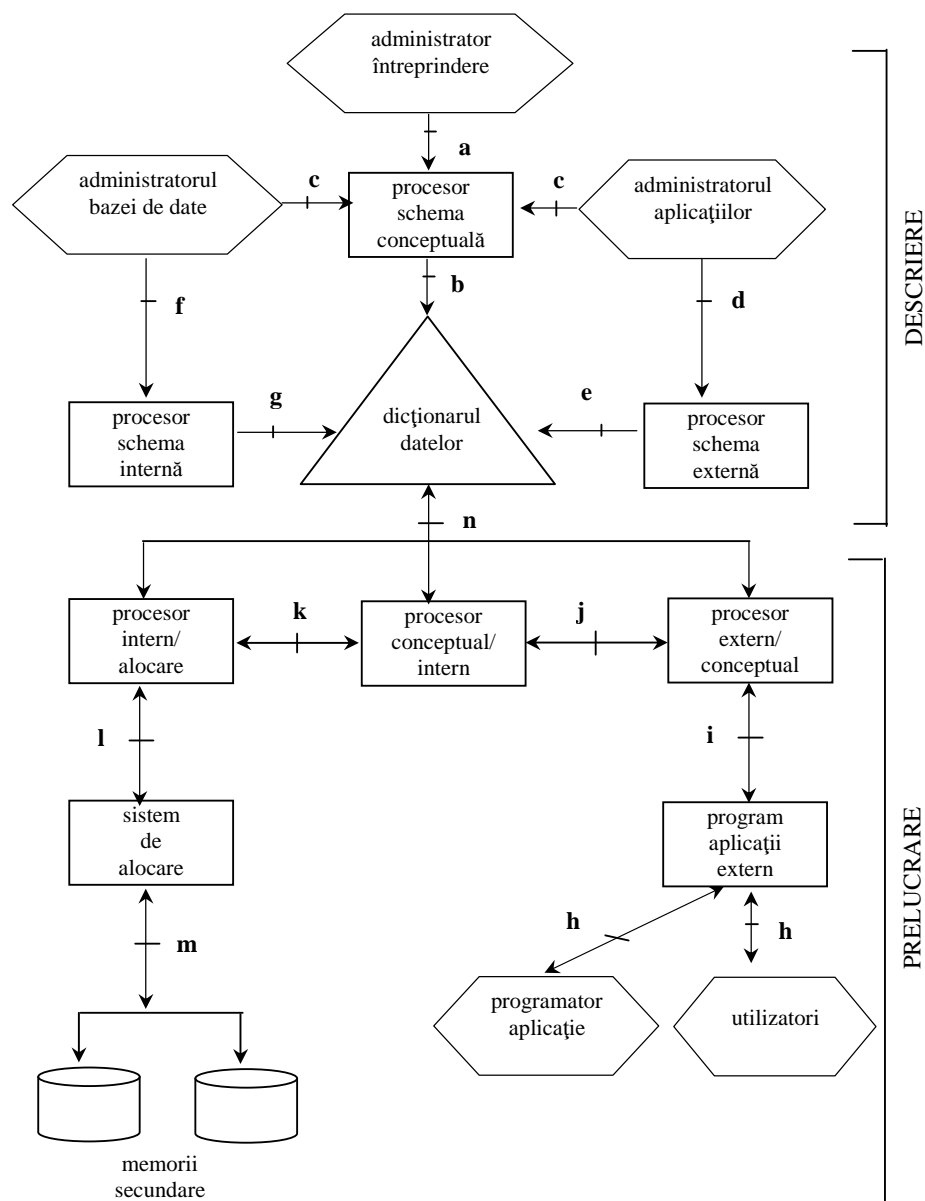 administrator
întreprindere
a
administratorul
bazei de date
c
procesor
schema
conceptuală
c
administratorul
aplicaţiilor
b
f
d
DESCRIERE
procesor
schema
internă
g
dicţionarul
datelor
e
procesor
schema
externă
n
procesor
intern/
alocare
k
procesor
conceptual/
intern
j
procesor
extern/
conceptual
l
i
sistem
de
alocare
program
aplicaţii
extern
PRELUCRARE
m
h
h
programator
aplicaţie
utilizatori
memorii
secundare